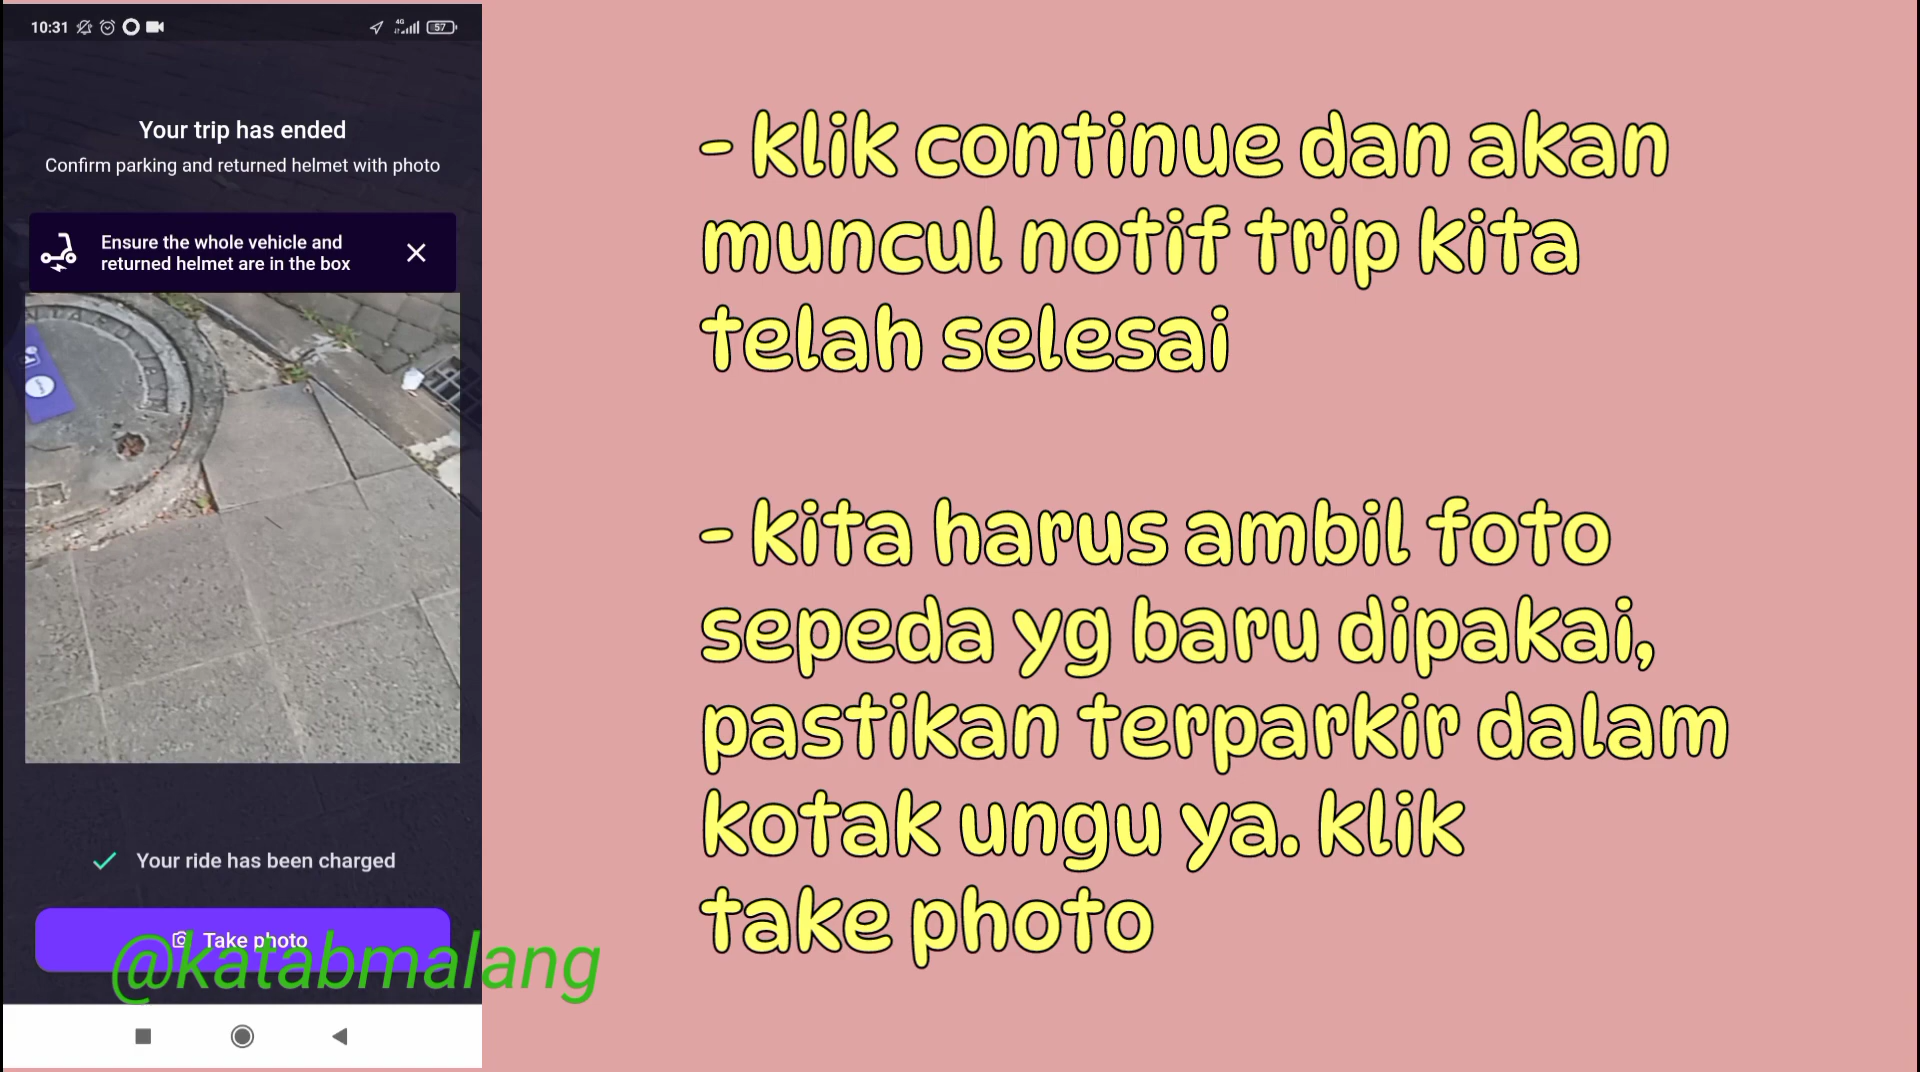 10:31
4G
57
Your trip has ended
Confirm parking and returned helmet with photo
Ensure the whole vehicle and
returned helmet are in the box
Your ride has been charged
Take photo
@katabmalang
- klik continue dan akan
muncul notif trip kita
telah selesai
- kita harus ambil foto
sepeda yg baru dipakai,
pastikan terparkir dalam
kotak ungu ya. klik
take photo